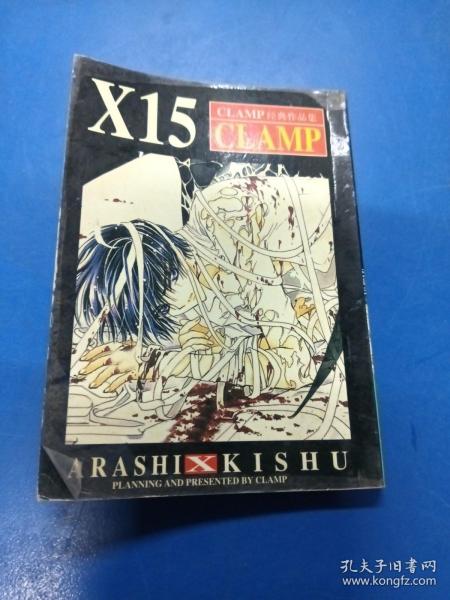 X15
CLAMP经典作品集
CLAMP
ARASHI X KISHU
PLANNING AND PRESENTED BY CLAMP
孔夫子旧书网
www.kongfz.com